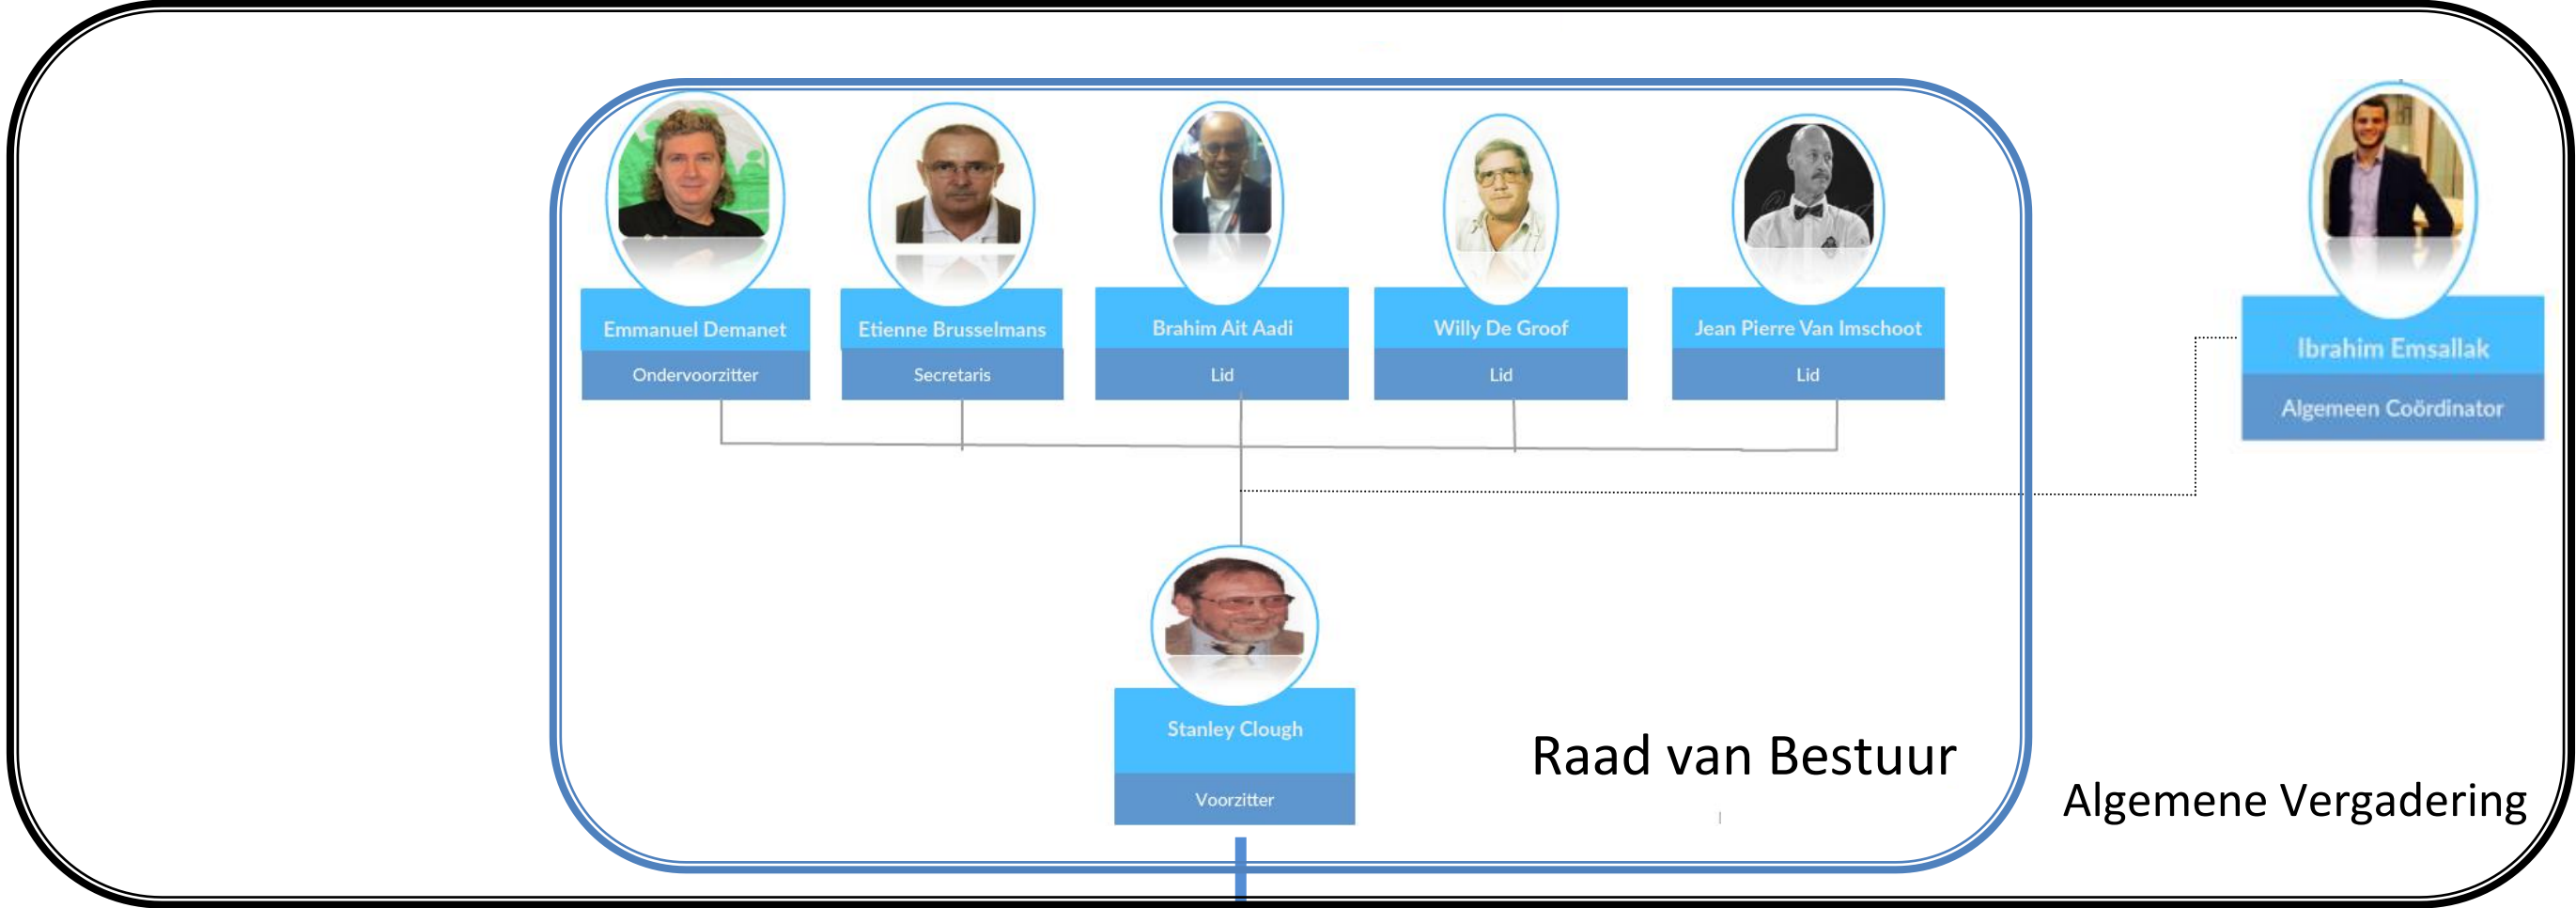 Emmanuel Demanet
Ondervoorzitter
Etienne Brusselmans
Secretaris
Brahim Ait Aadi
Lid
Willy De Groof
Lid
Jean Pierre Van Imschoot
Lid
Ibrahim Emsallak
Algemeen Coördinator
Stanley Clough
Voorzitter
Raad van Bestuur
Algemene Vergadering